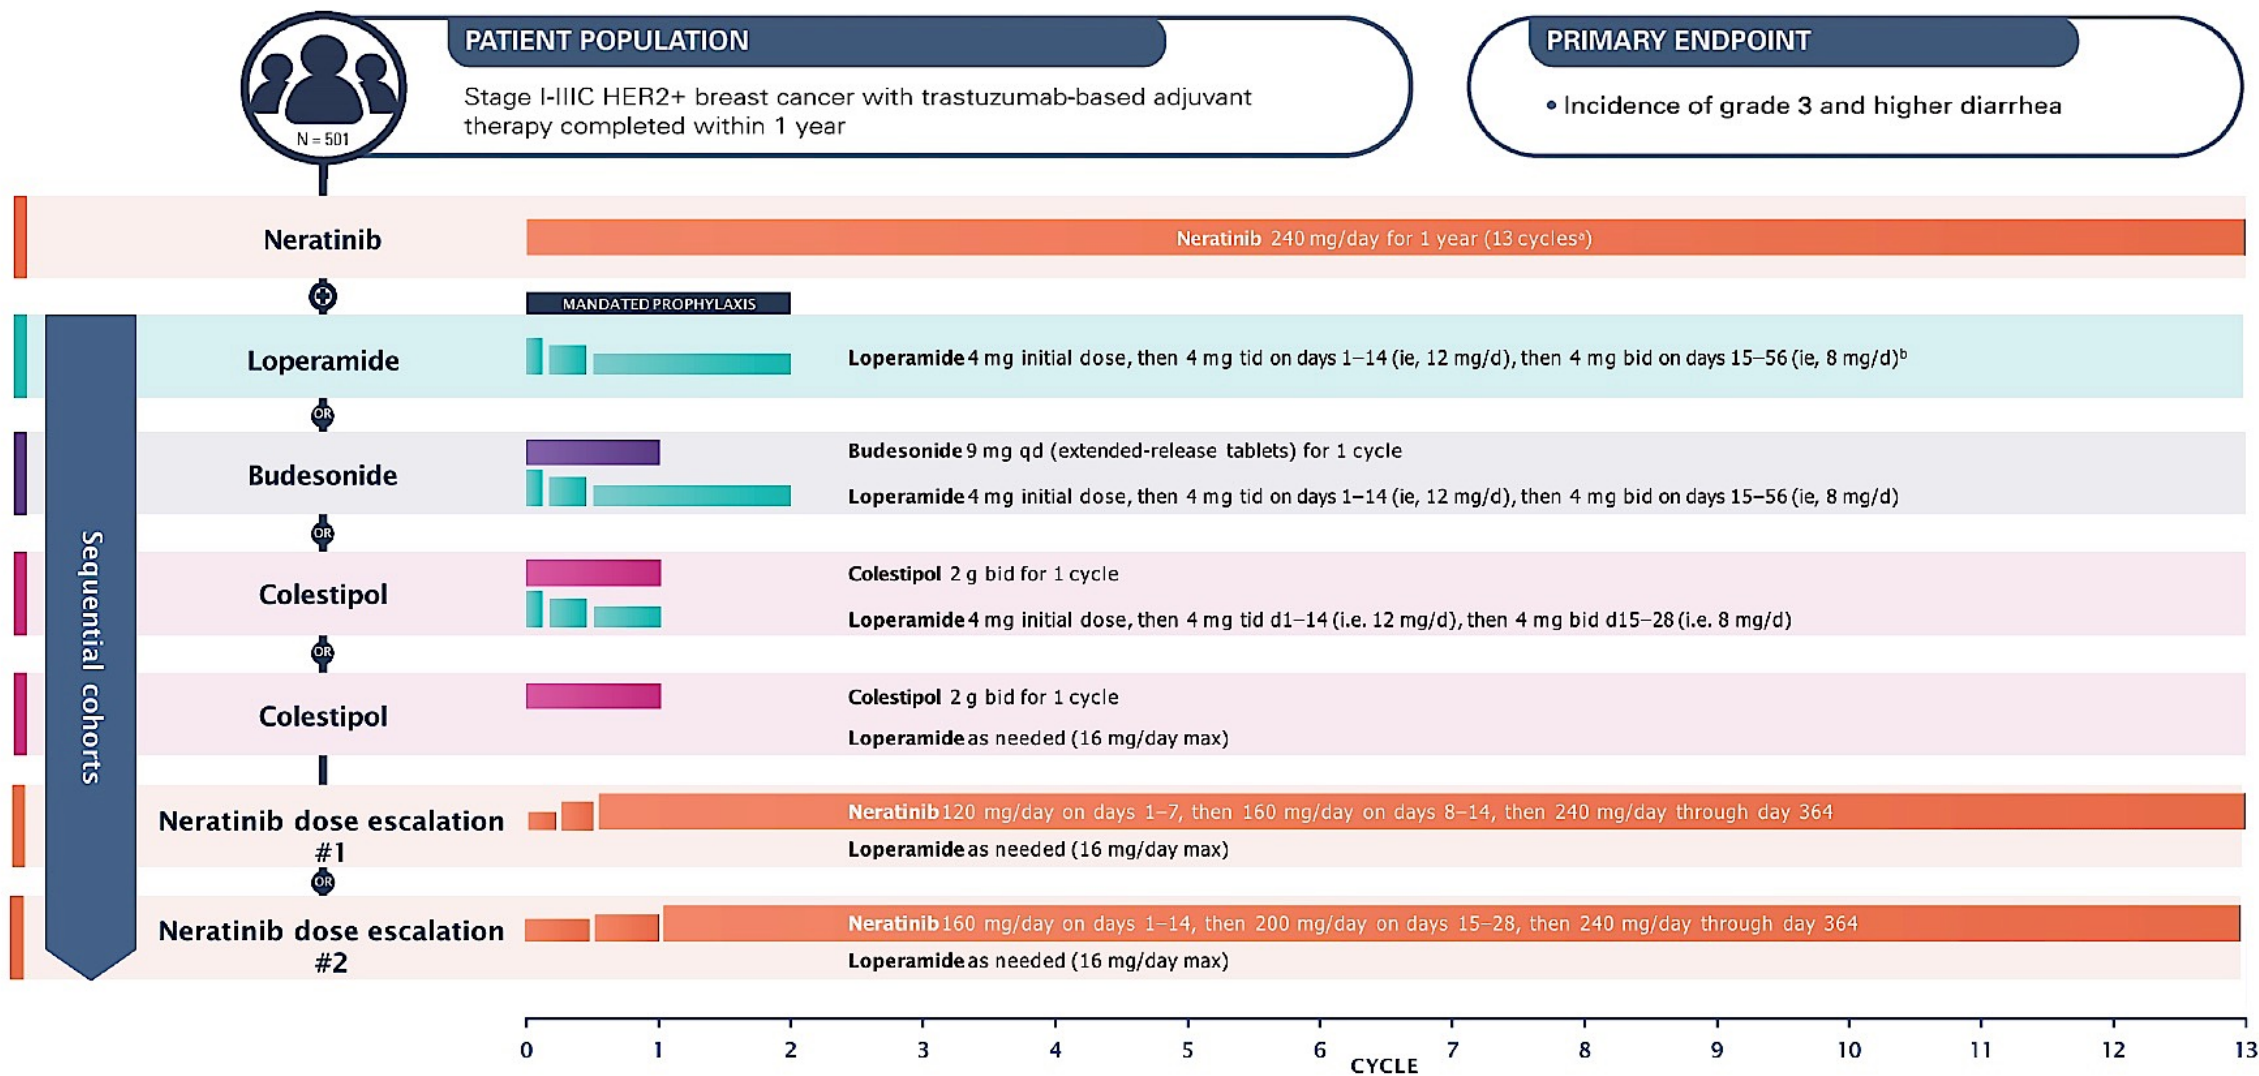 PATIENT POPULATION
Stage I-IIIC HER2+ breast cancer with trastuzumab-based adjuvant
therapy completed within 1 year
N = 501
PRIMARY ENDPOINT
• Incidence of grade 3 and higher diarrhea
Neratinib
Neratinib 240 mg/day for 1 year (13 cyclesᵃ)
MANDATED PROPHYLAXIS
Sequential cohorts
Loperamide
Loperamide 4 mg initial dose, then 4 mg tid on days 1–14 (ie, 12 mg/d), then 4 mg bid on days 15–56 (ie, 8 mg/d)ᵇ
OR
Budesonide
Budesonide 9 mg qd (extended-release tablets) for 1 cycle
Loperamide 4 mg initial dose, then 4 mg tid on days 1–14 (ie, 12 mg/d), then 4 mg bid on days 15–56 (ie, 8 mg/d)
OR
Colestipol
Colestipol 2 g bid for 1 cycle
Loperamide 4 mg initial dose, then 4 mg tid d1–14 (i.e. 12 mg/d), then 4 mg bid d15–28 (i.e. 8 mg/d)
OR
Colestipol
Colestipol 2 g bid for 1 cycle
Loperamide as needed (16 mg/day max)
Neratinib dose escalation
#1
Neratinib 120 mg/day on days 1–7, then 160 mg/day on days 8–14, then 240 mg/day through day 364
Loperamide as needed (16 mg/day max)
OR
Neratinib dose escalation
#2
Neratinib 160 mg/day on days 1–14, then 200 mg/day on days 15–28, then 240 mg/day through day 364
Loperamide as needed (16 mg/day max)
0 1 2 3 4 5 6 7 8 9 10 11 12 13
CYCLE